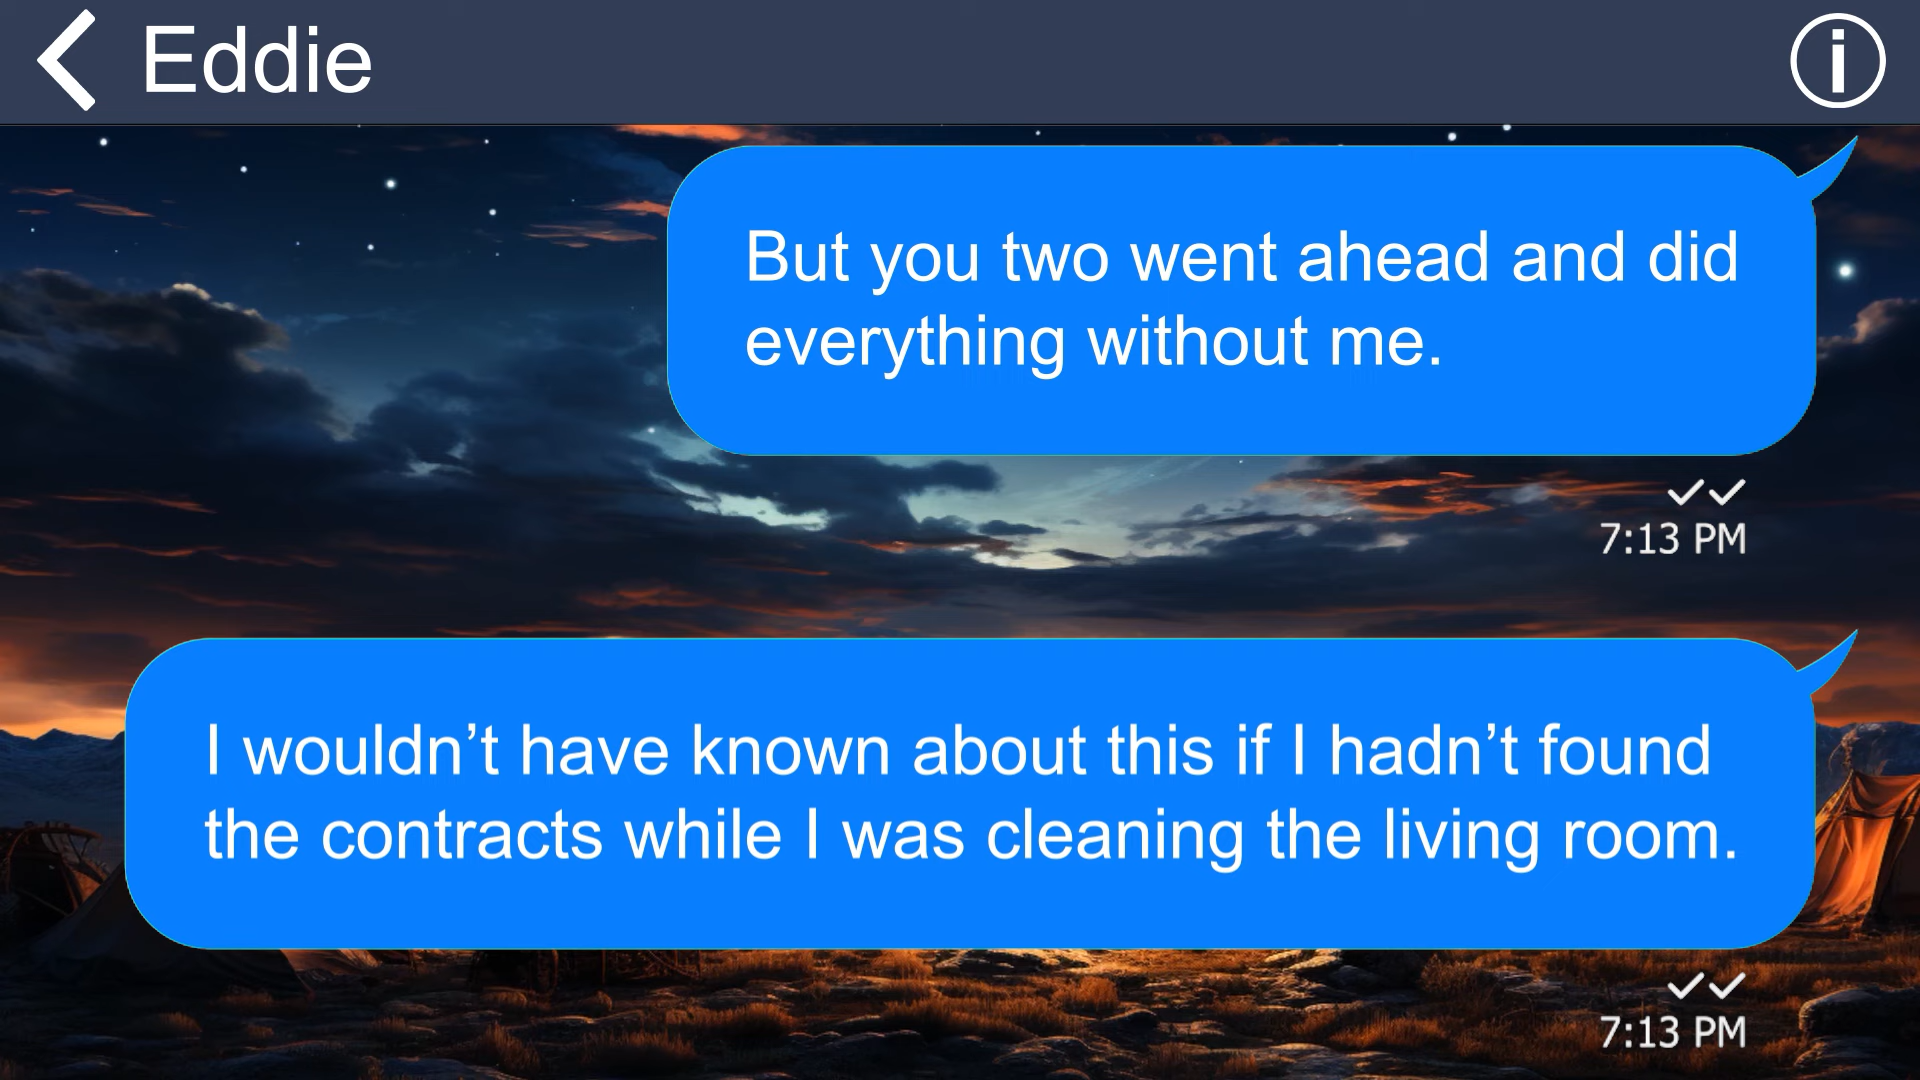 Eddie
But you two went ahead and did
everything without me.
7:13 PM
I wouldn’t have known about this if I hadn’t found
the contracts while I was cleaning the living room.
7:13 PM